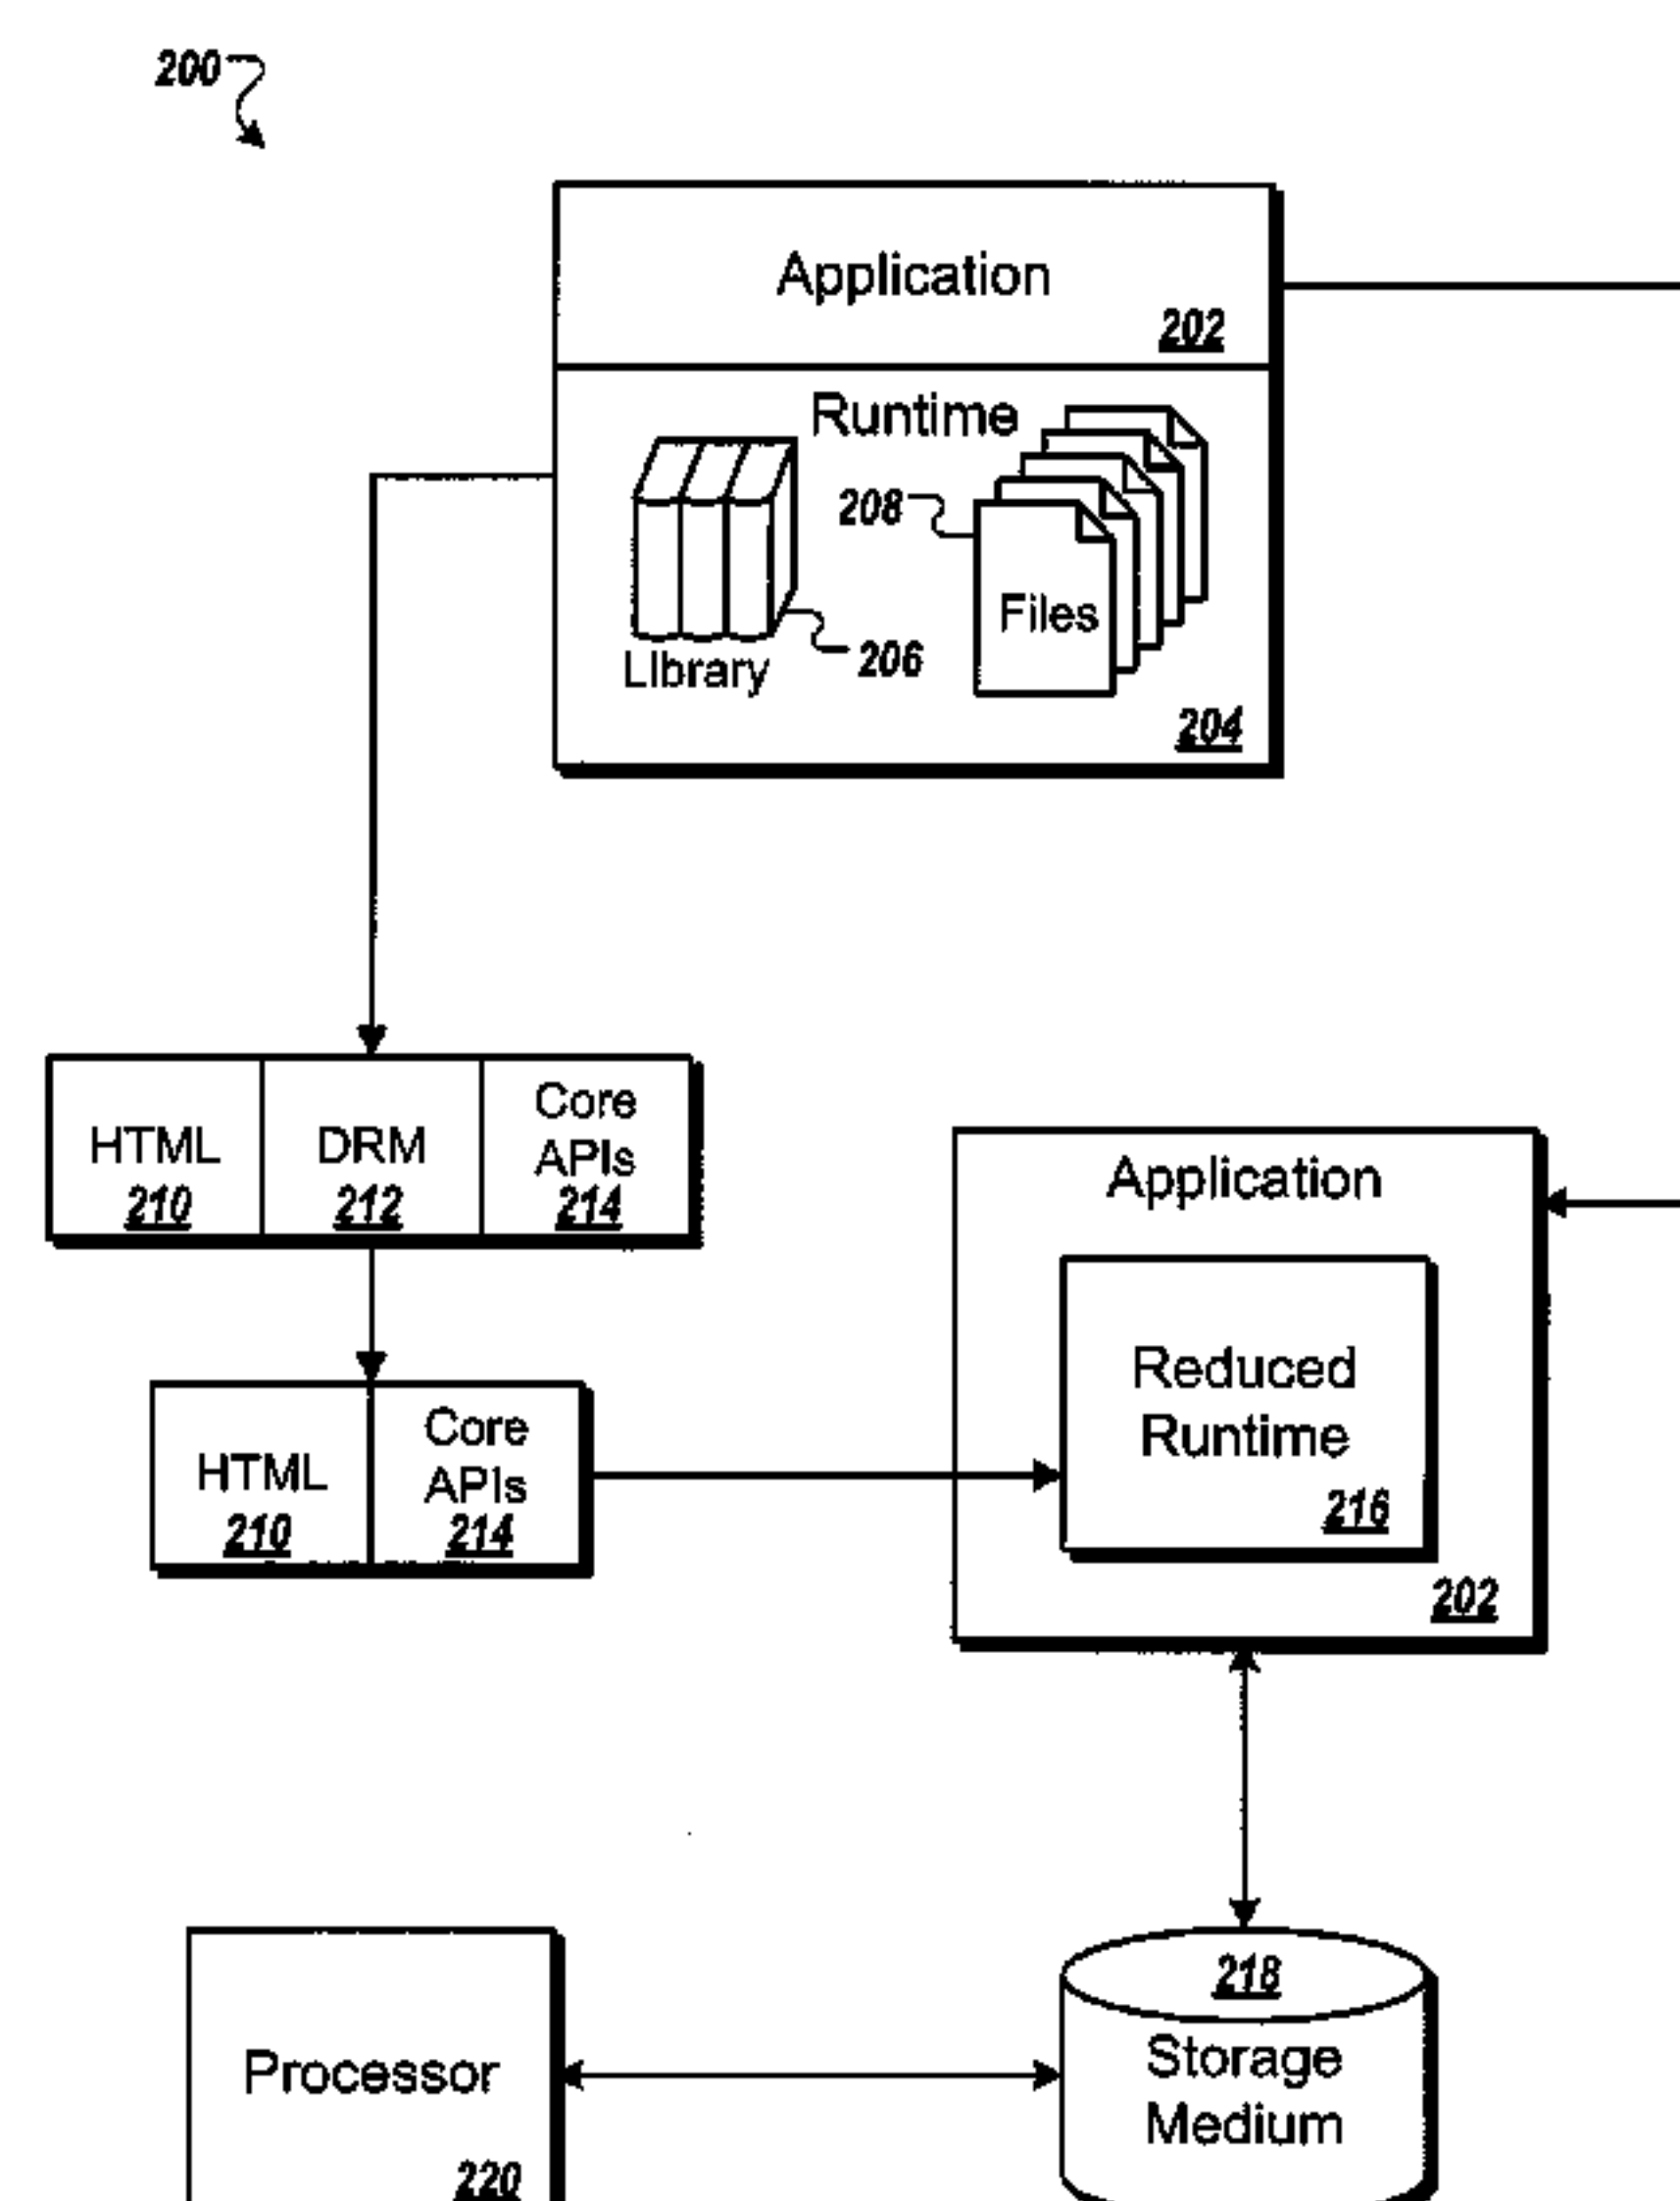 200
Application
202
Runtime
208
Files
206
Library
204
HTML
210
DRM
212
Core
APIs
214
Application
Reduced
Runtime
216
202
HTML
210
Core
APIs
214
218
Storage
Medium
Processor
220